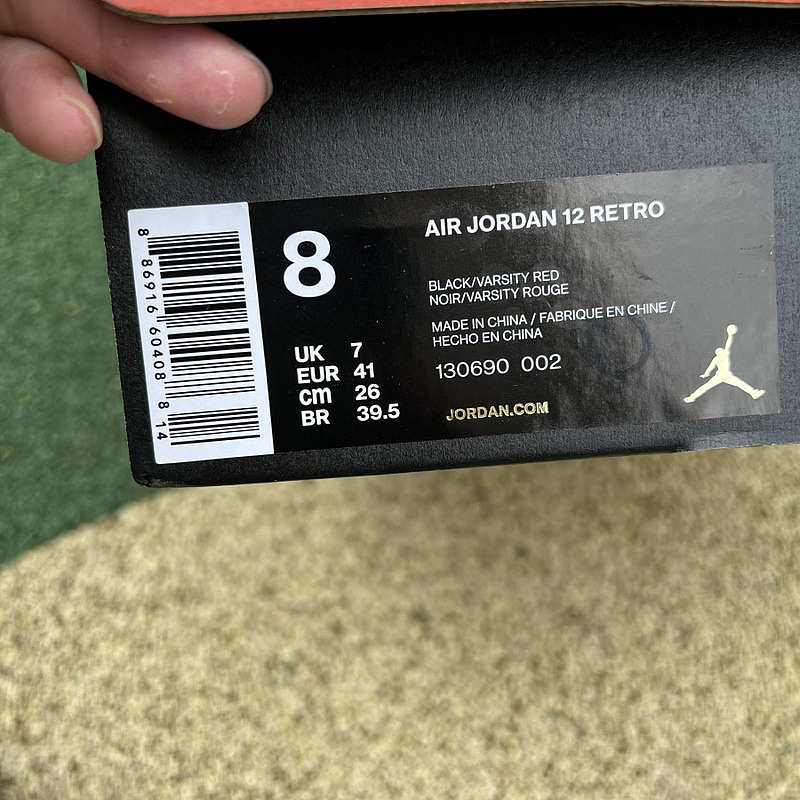 8 86916 60408 8 14
8
UK 7
EUR 41
cm 26
BR 39.5
AIR JORDAN 12 RETRO
BLACK/VARSITY RED
NOIR/VARSITY ROUGE
MADE IN CHINA / FABRIQUE EN CHINE /
HECHO EN CHINA
130690 002
JORDAN.COM